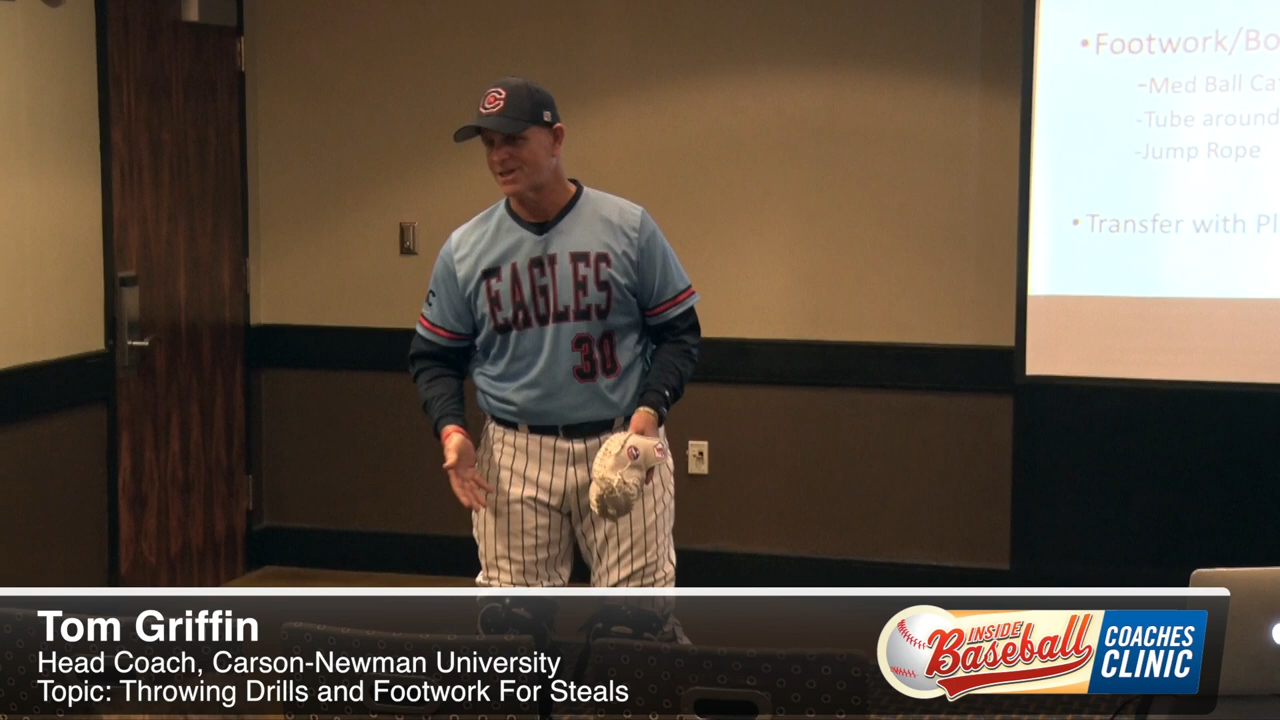 •Footwork/Bo
-Med Ball Ca
-Tube around
-Jump Rope
•Transfer with Pl
C
C
EAGLES
30
Tom Griffin
Head Coach, Carson-Newman University
Topic: Throwing Drills and Footwork For Steals
INSIDE
Baseball
COACHES
CLINIC